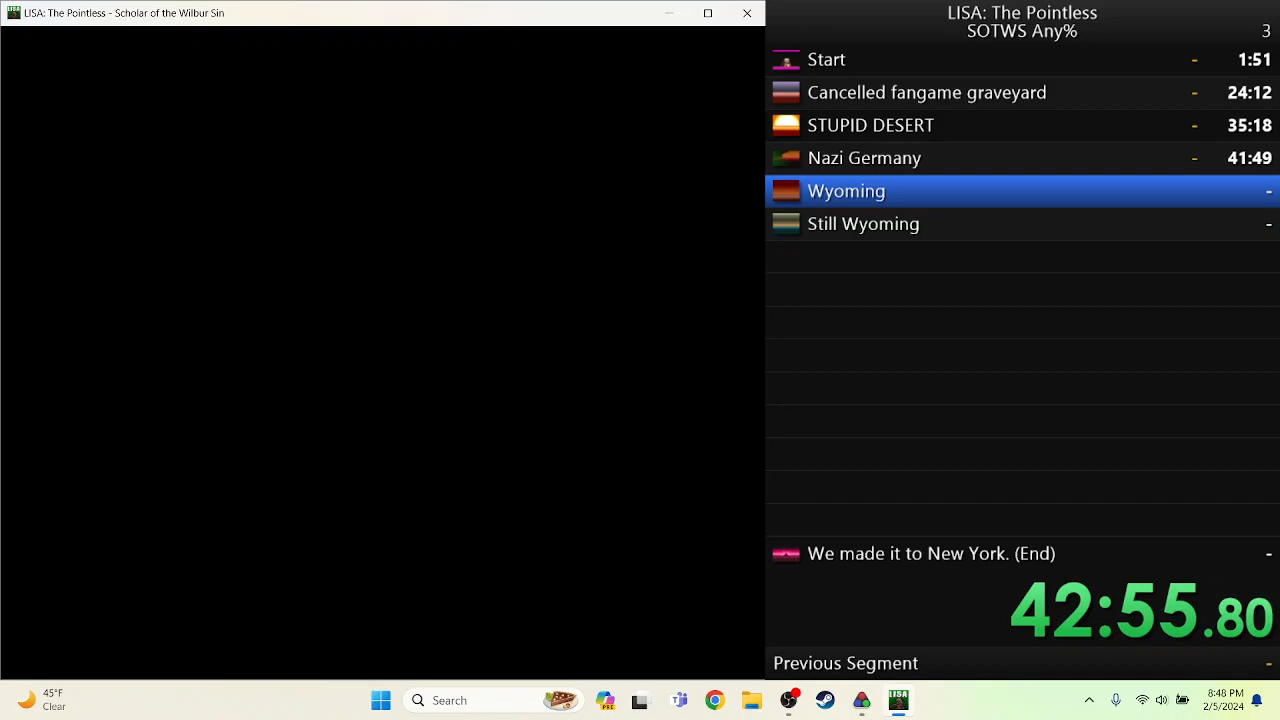 LISA: The Pointless - Scholar of the Wilbur Sin
LISA: The Pointless
SOTWS Any%
3
Start - 1:51
Cancelled fangame graveyard - 24:12
STUPID DESERT - 35:18
Nazi Germany - 41:49
Wyoming -
Still Wyoming -
We made it to New York. (End) -
42:55.80
Previous Segment -
45°F
Clear
Search
PRE
LISA
8:48 PM
2/5/2024